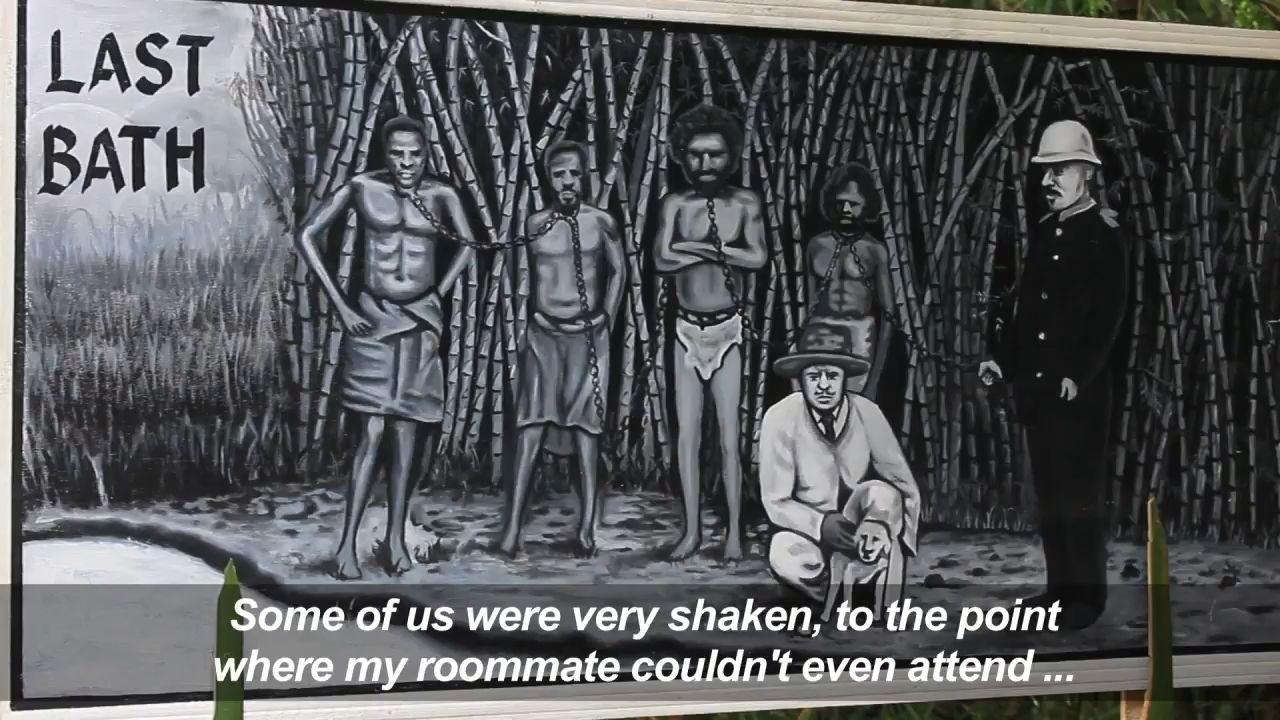 LAST
BATH
Some of us were very shaken, to the point
where my roommate couldn't even attend ...